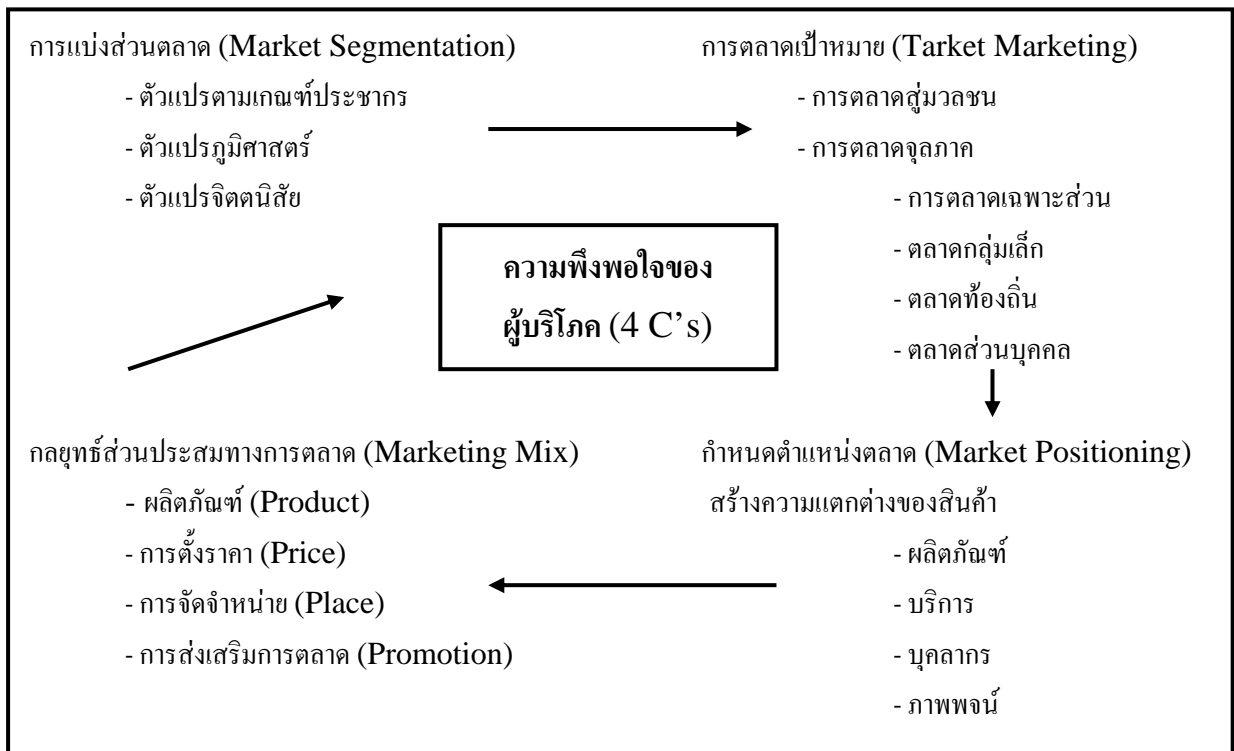 การแบ่งส่วนตลาด (Market Segmentation)
- ตัวแปรตามเกณฑ์ประชากร
- ตัวแปรภูมิศาสตร์
- ตัวแปรจิตตนิสัย
การตลาดเป้าหมาย (Tarket Marketing)
- การตลาดสู่มวลชน
- การตลาดจุลภาค
- การตลาดเฉพาะส่วน
- ตลาดกลุ่มเล็ก
- ตลาดท้องถิ่น
- ตลาดส่วนบุคคล
ความพึงพอใจของ
ผู้บริโภค (4 C’s)
กลยุทธ์ส่วนประสมทางการตลาด (Marketing Mix)
- ผลิตภัณฑ์ (Product)
- การตั้งราคา (Price)
- การจัดจำหน่าย (Place)
- การส่งเสริมการตลาด (Promotion)
กำหนดตำแหน่งตลาด (Market Positioning)
สร้างความแตกต่างของสินค้า
- ผลิตภัณฑ์
- บริการ
- บุคลากร
- ภาพพจน์